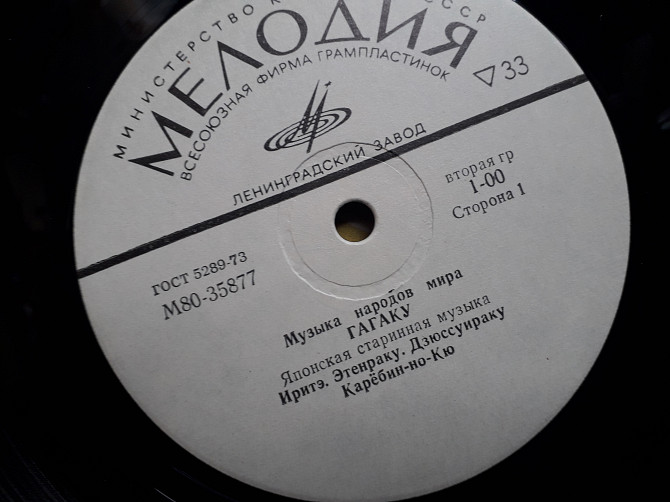 МИНИСТЕРСТВО К СССР
МЕЛОДИЯ
ВСЕСОЮЗНАЯ ФИРМА ГРАМПЛАСТИНОК
33
ЛЕНИНГРАДСКИЙ ЗАВОД
вторая гр
1-00
Сторона 1
ГОСТ 5289-73
М80-35877
Музыка народов мира
ГАГАКУ
Японская старинная музыка
Иритэ. Этенраку. Дзюссуираку
Карёбин-но-Кю